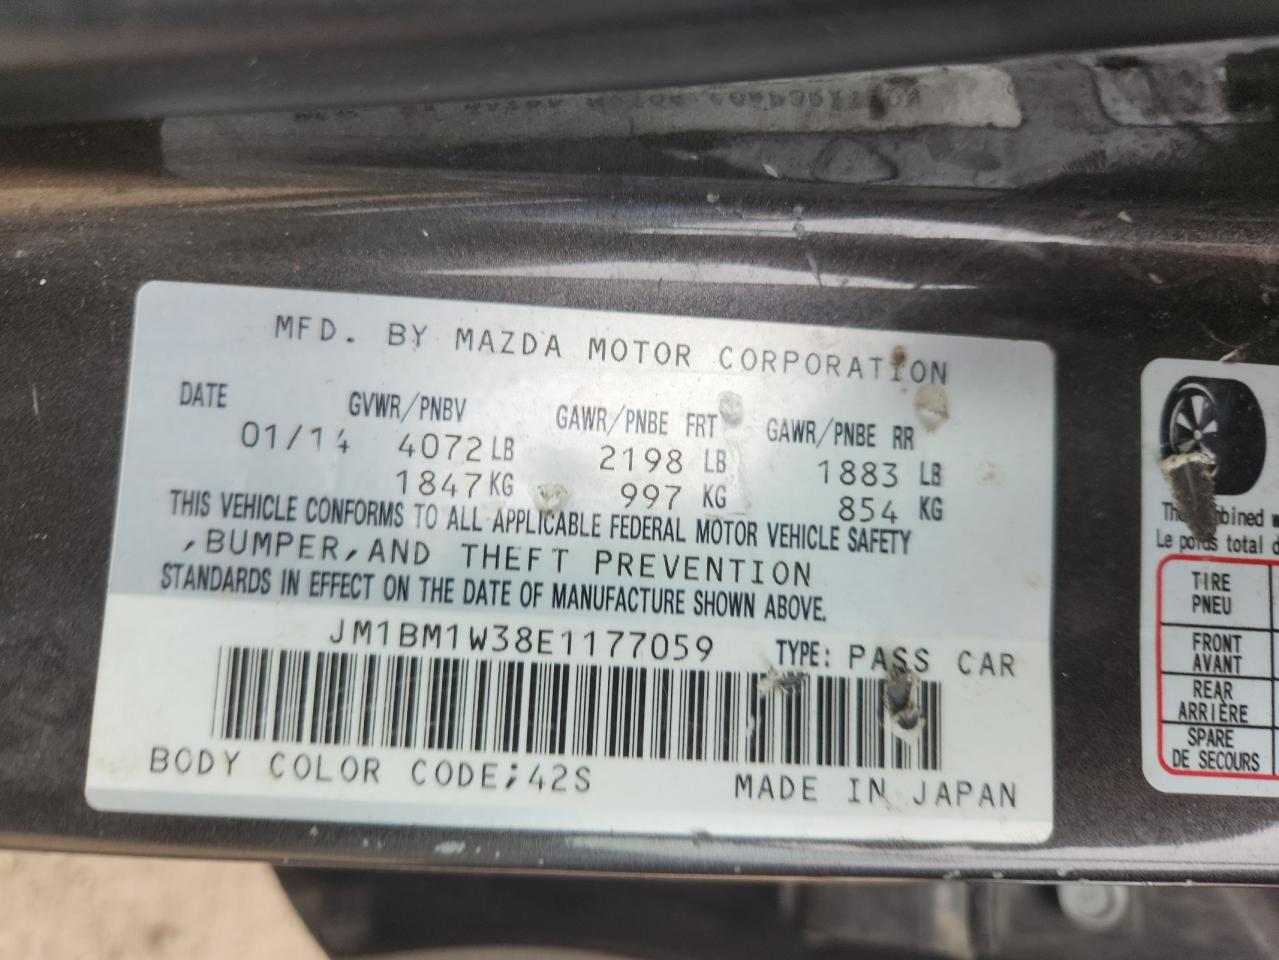 MFD. BY MAZDA MOTOR CORPORATION
DATE GVWR/PNBV GAWR/PNBE FRT GAWR/PNBE RR
01/14 4072 LB 2198 LB 1883 LB
1847 KG 997 KG 854 KG
THIS VEHICLE CONFORMS TO ALL APPLICABLE FEDERAL MOTOR VEHICLE SAFETY
,BUMPER,AND THEFT PREVENTION
STANDARDS IN EFFECT ON THE DATE OF MANUFACTURE SHOWN ABOVE.
JM1BM1W38E1177059 TYPE: PASS CAR
BODY COLOR CODE;42S MADE IN JAPAN
Le poids total
TIRE
PNEU
FRONT
AVANT
REAR
ARRIÈRE
SPARE
DE SECOURS